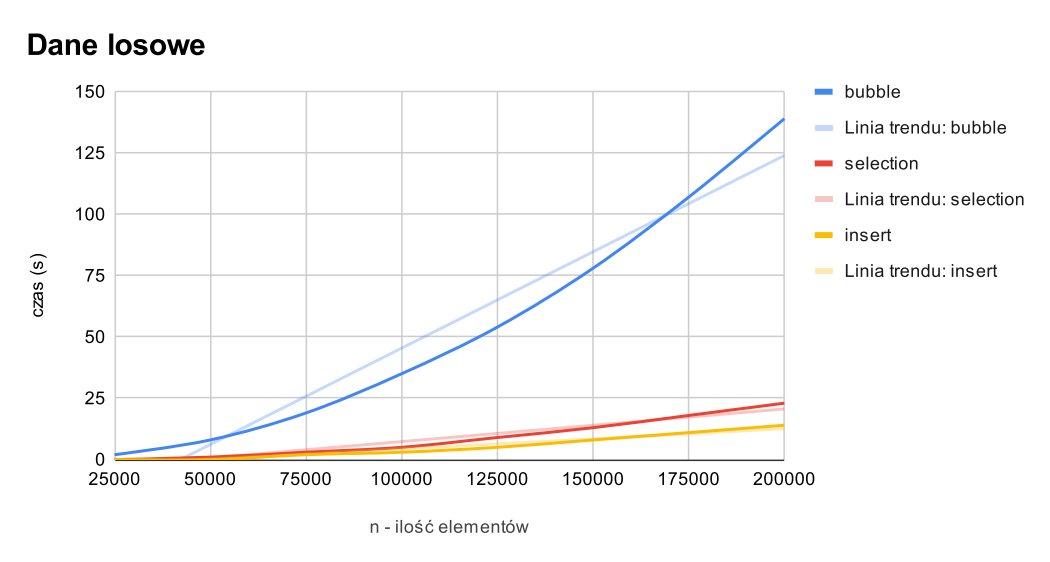 Dane losowe
150
125
100
75
50
25
0
czas (s)
25000 50000 75000 100000 125000 150000 175000 200000
n - ilość elementów
bubble
Linia trendu: bubble
selection
Linia trendu: selection
insert
Linia trendu: insert